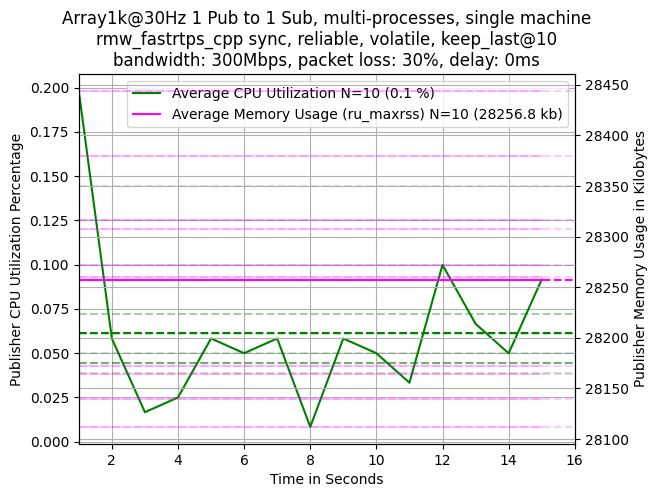 Array1k@30Hz 1 Pub to 1 Sub, multi-processes, single machine
rmw_fastrtps_cpp sync, reliable, volatile, keep_last@10
bandwidth: 300Mbps, packet loss: 30%, delay: 0ms
Average CPU Utilization N=10 (0.1 %)
Average Memory Usage (ru_maxrss) N=10 (28256.8 kb)
Publisher CPU Utilization Percentage
0.200
0.175
0.150
0.125
0.100
0.075
0.050
0.025
0.000
28450
28400
28350
28300
28250
28200
28150
28100
Publisher Memory Usage in Kilobytes
2 4 6 8 10 12 14 16
Time in Seconds